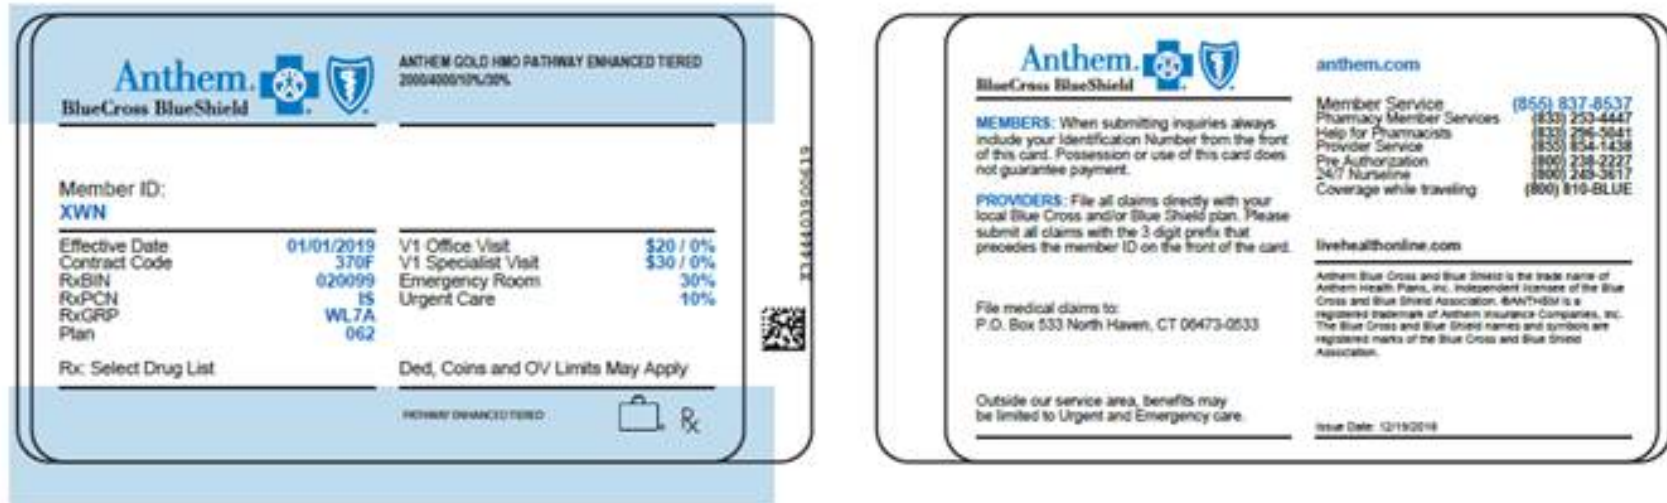 Anthem.
BlueCross BlueShield
ANTHEM GOLD HMO PATHWAY ENHANCED TIERED
2000/4000/10%/30%
Member ID:
XWN
Effective Date 01/01/2019
Contract Code 370F
RxBIN 020099
RxPCN IS
RxGRP WL7A
Plan 062
Rx: Select Drug List
V1 Office Visit $20 / 0%
V1 Specialist Visit $30 / 0%
Emergency Room 30%
Urgent Care 10%
Ded, Coins and OV Limits May Apply
PATHWAY ENHANCED TIERED
Rx
Anthem.
BlueCross BlueShield
MEMBERS: When submitting inquiries always
include your Identification Number from the front
of this card. Possession or use of this card does
not guarantee payment.
PROVIDERS: File all claims directly with your
local Blue Cross and/or Blue Shield plan. Please
submit all claims with the 3 digit prefix that
precedes the member ID on the front of the card.
File medical claims to:
P.O. Box 533 North Haven, CT 06473-0533
Outside our service area, benefits may
be limited to Urgent and Emergency care.
anthem.com
Member Service (855) 837-8537
Pharmacy Member Services (833) 253-4447
Help for Pharmacists (833) 296-5041
Provider Service (855) 854-1438
Pre Authorization (800) 238-2227
24/7 Nurseline (800) 249-3617
Coverage while traveling (800) 810-BLUE
livehealthonline.com
Anthem Blue Cross and Blue Shield is the trade name of
Anthem Health Plans, Inc. Independent licensee of the Blue
Cross and Blue Shield Association. ®ANTHEM is a
registered trademark of Anthem Insurance Companies, Inc.
The Blue Cross and Blue Shield names and symbols are
registered marks of the Blue Cross and Blue Shield
Association.
Issue Date: 12/19/2018